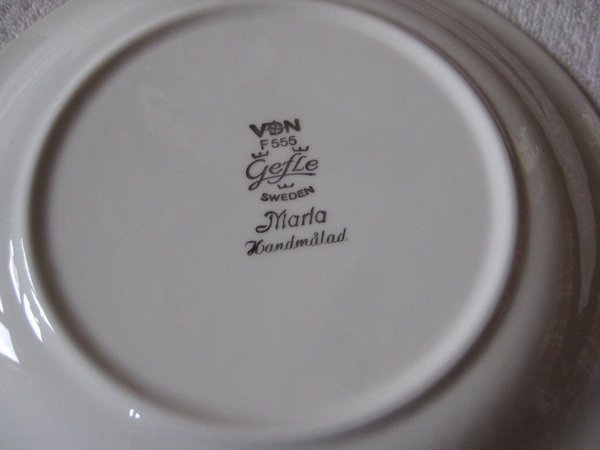 VDN
F555
Gefle
SWEDEN
Maria
Handmålad